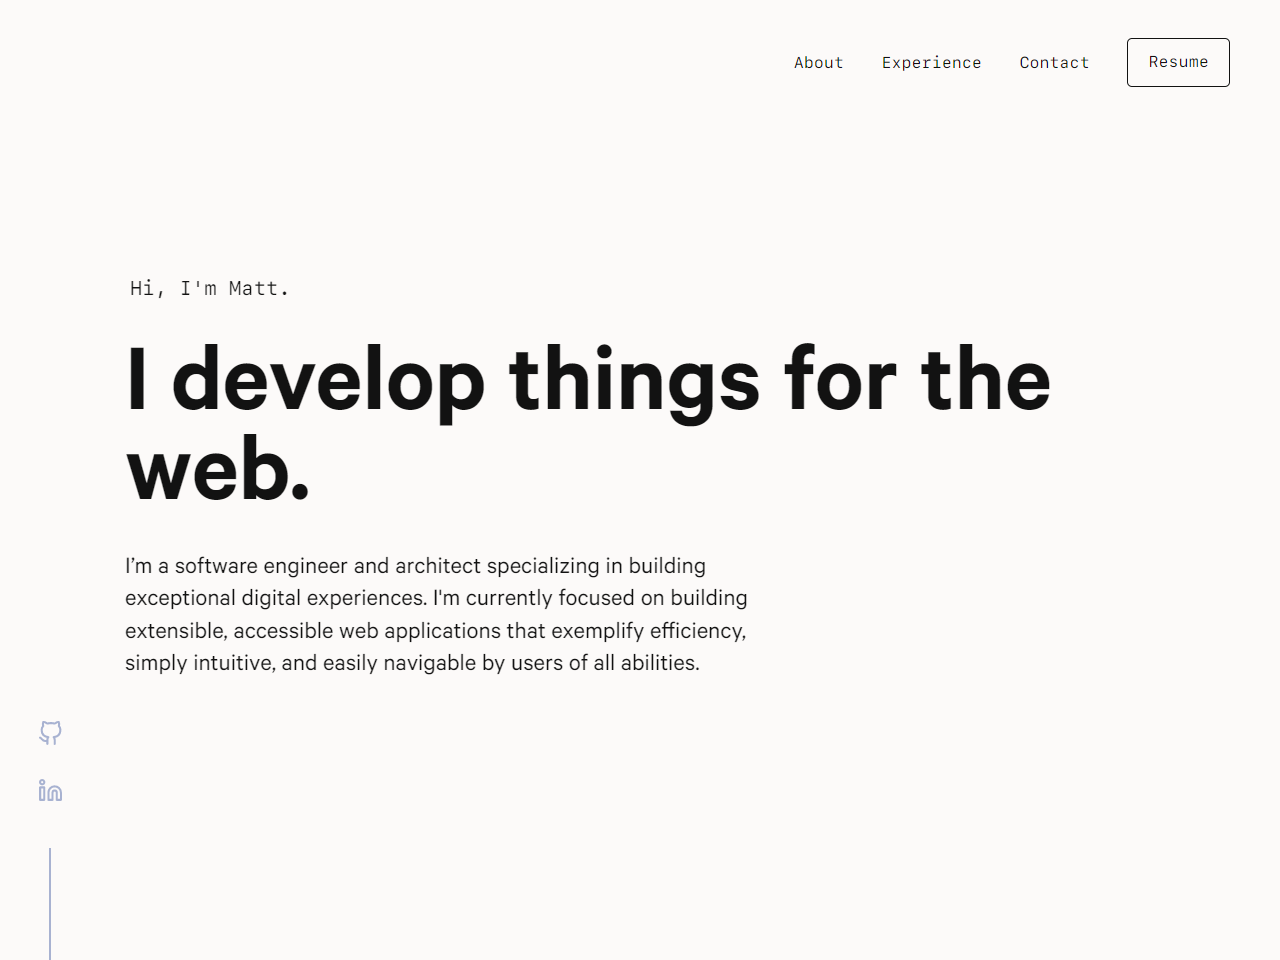 About Experience Contact Resume
Hi, I'm Matt.
I develop things for the
web.
I’m a software engineer and architect specializing in building
exceptional digital experiences. I'm currently focused on building
extensible, accessible web applications that exemplify efficiency,
simply intuitive, and easily navigable by users of all abilities.